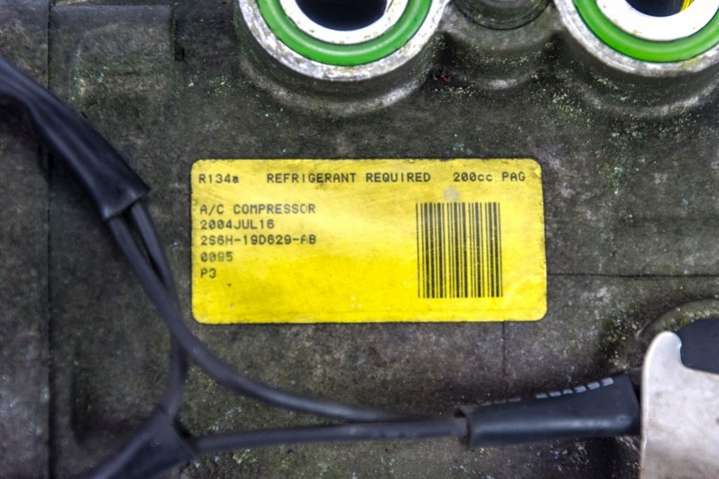 R134a REFRIGERANT REQUIRED 200cc PAG
A/C COMPRESSOR
2004JUL16
2S6H-19D629-AB
0095
P3